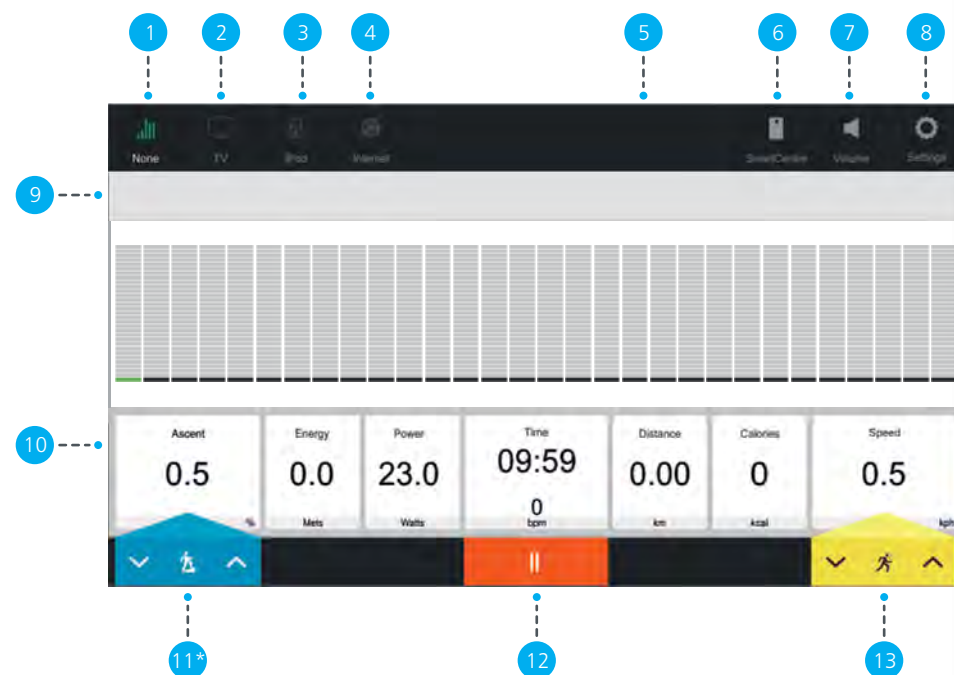 1 2 3 4 5 6 7 8
None TV iPod Internet SmartCentre Volume Settings
9
10
Ascent Energy Power Time Distance Calories Speed
0.5 0.0 23.0 09:59 0.00 0 0.5
0
% Mets Watts bpm km kcal kph
11* 12 13